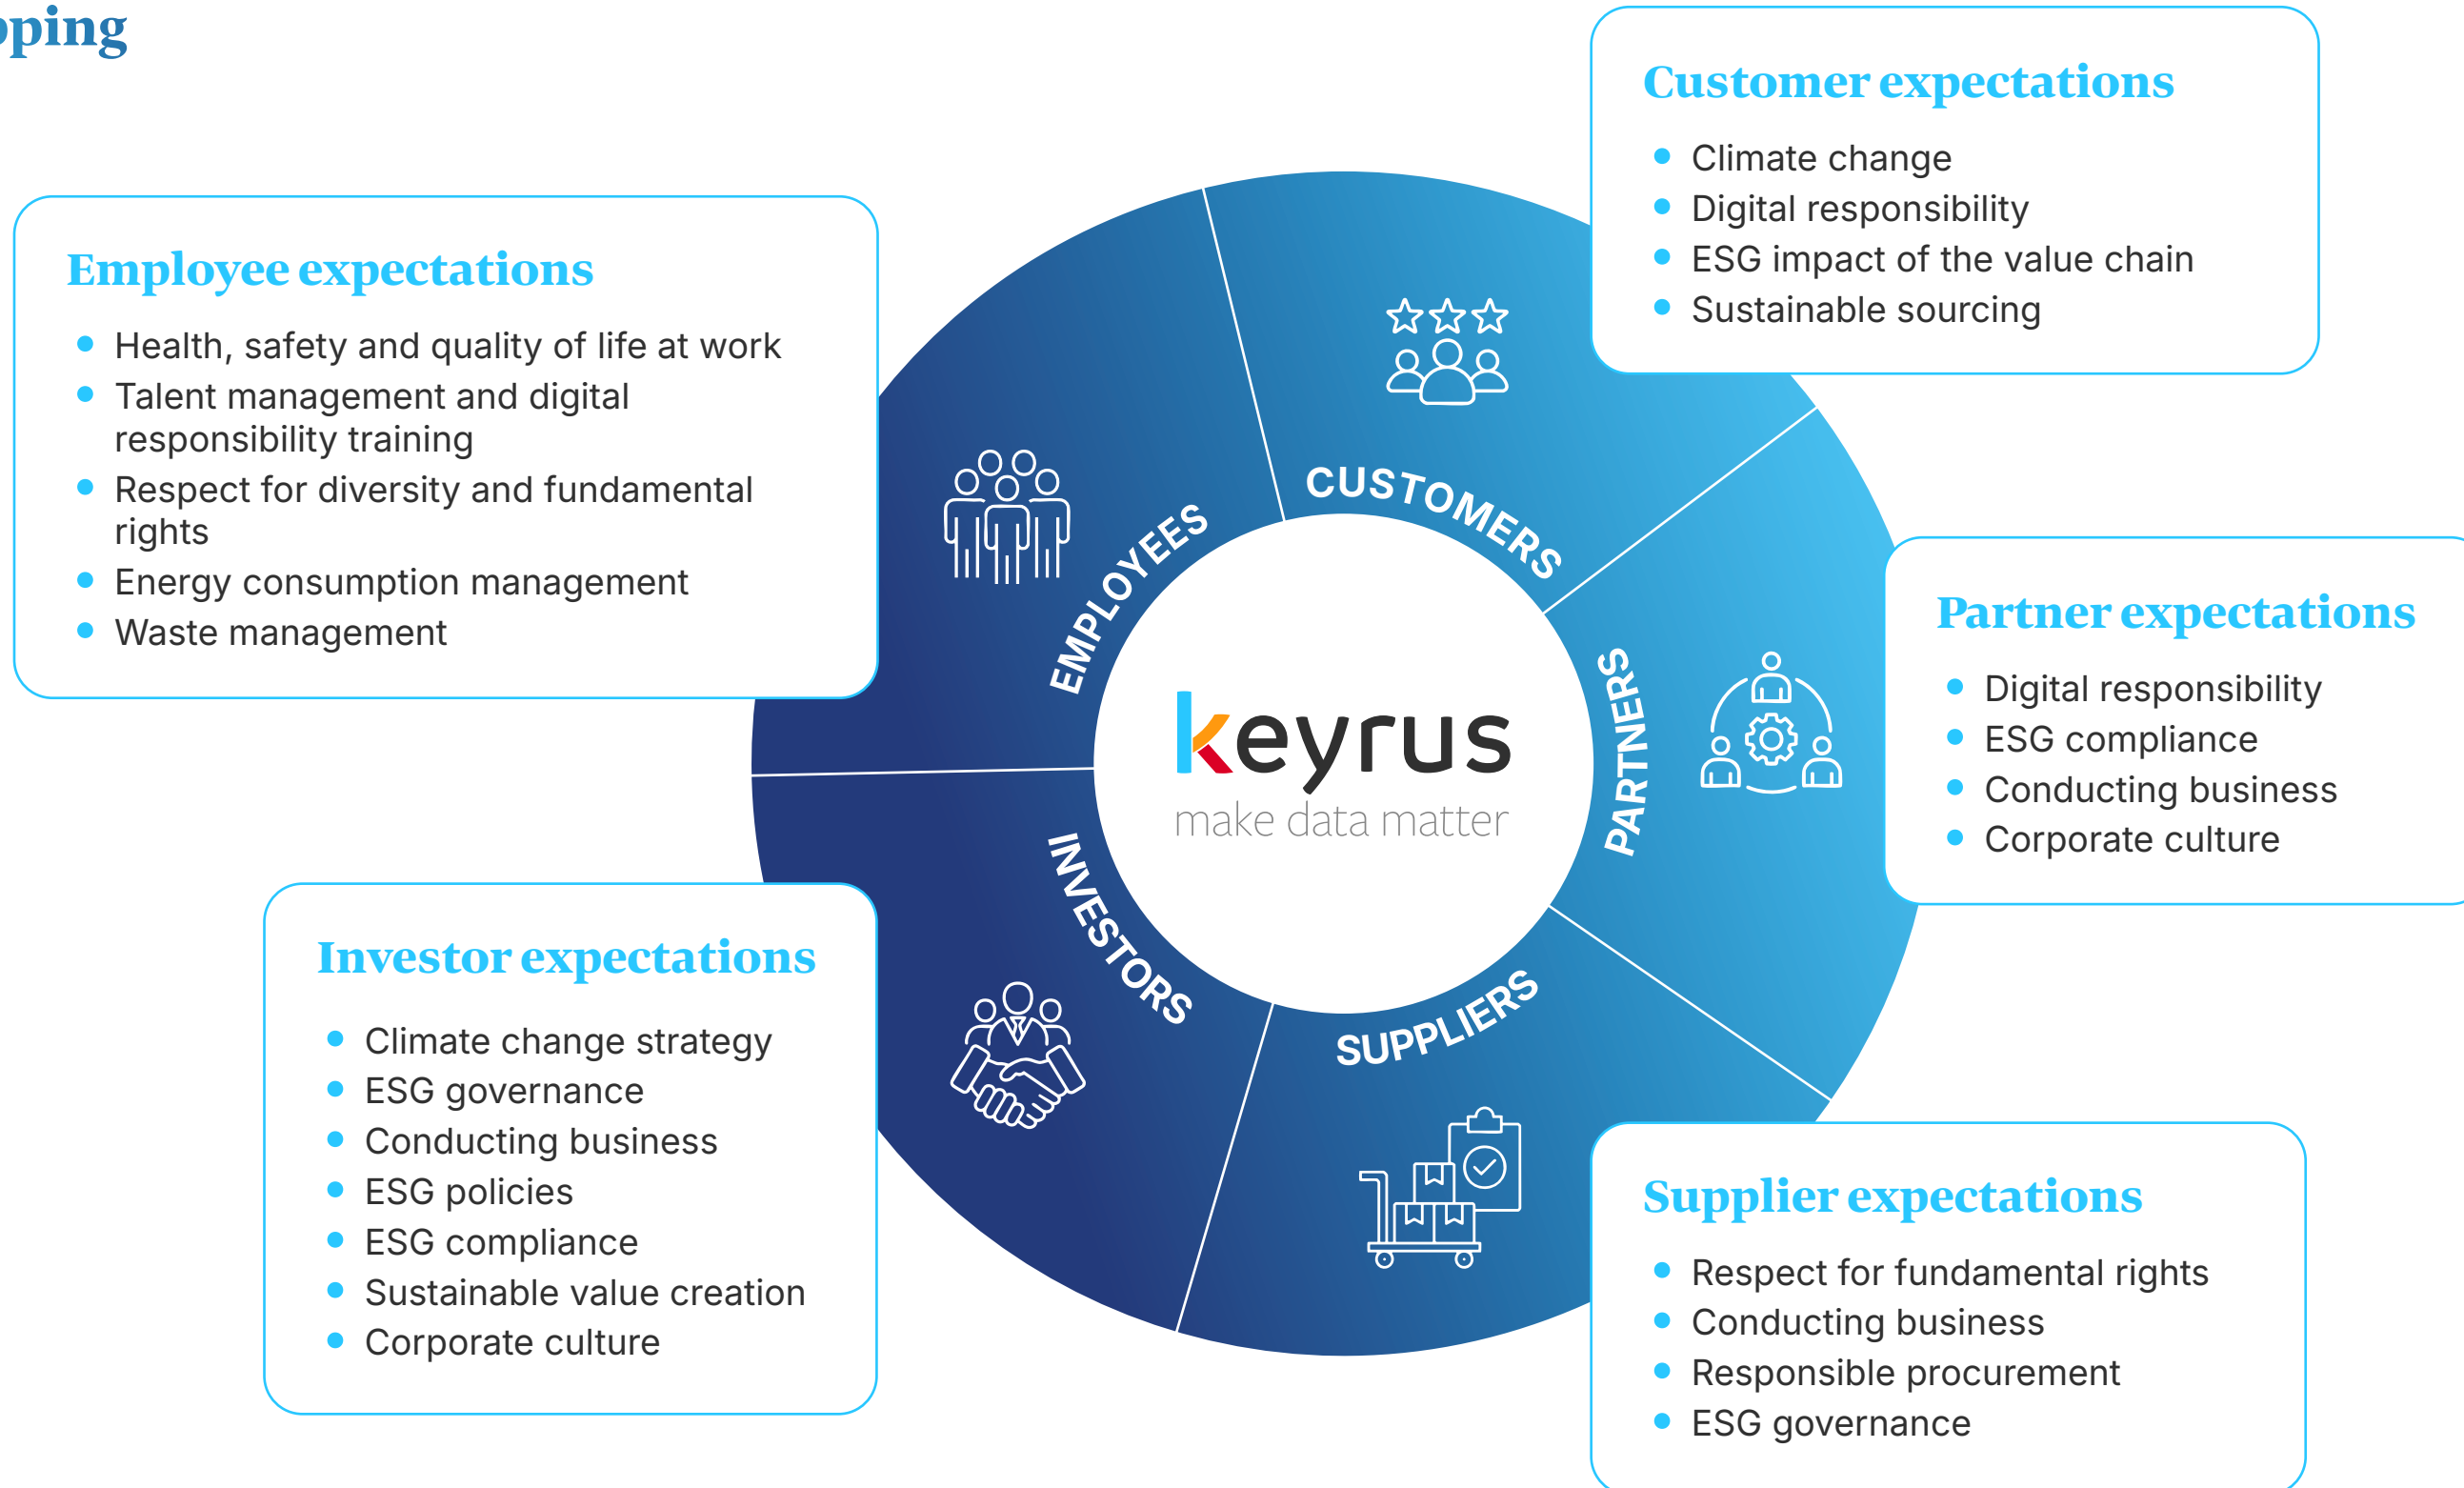 pping
Customer expectations
Climate change
Digital responsibility
ESG impact of the value chain
Sustainable sourcing
Employee expectations
Health, safety and quality of life at work
Talent management and digital
responsibility training
Respect for diversity and fundamental
rights
Energy consumption management
Waste management
CUSTOMERS
EMPLOYEES
PARTNERS
INVESTORS
SUPPLIERS
keyrus
make data matter
Partner expectations
Digital responsibility
ESG compliance
Conducting business
Corporate culture
Investor expectations
Climate change strategy
ESG governance
Conducting business
ESG policies
ESG compliance
Sustainable value creation
Corporate culture
Supplier expectations
Respect for fundamental rights
Conducting business
Responsible procurement
ESG governance